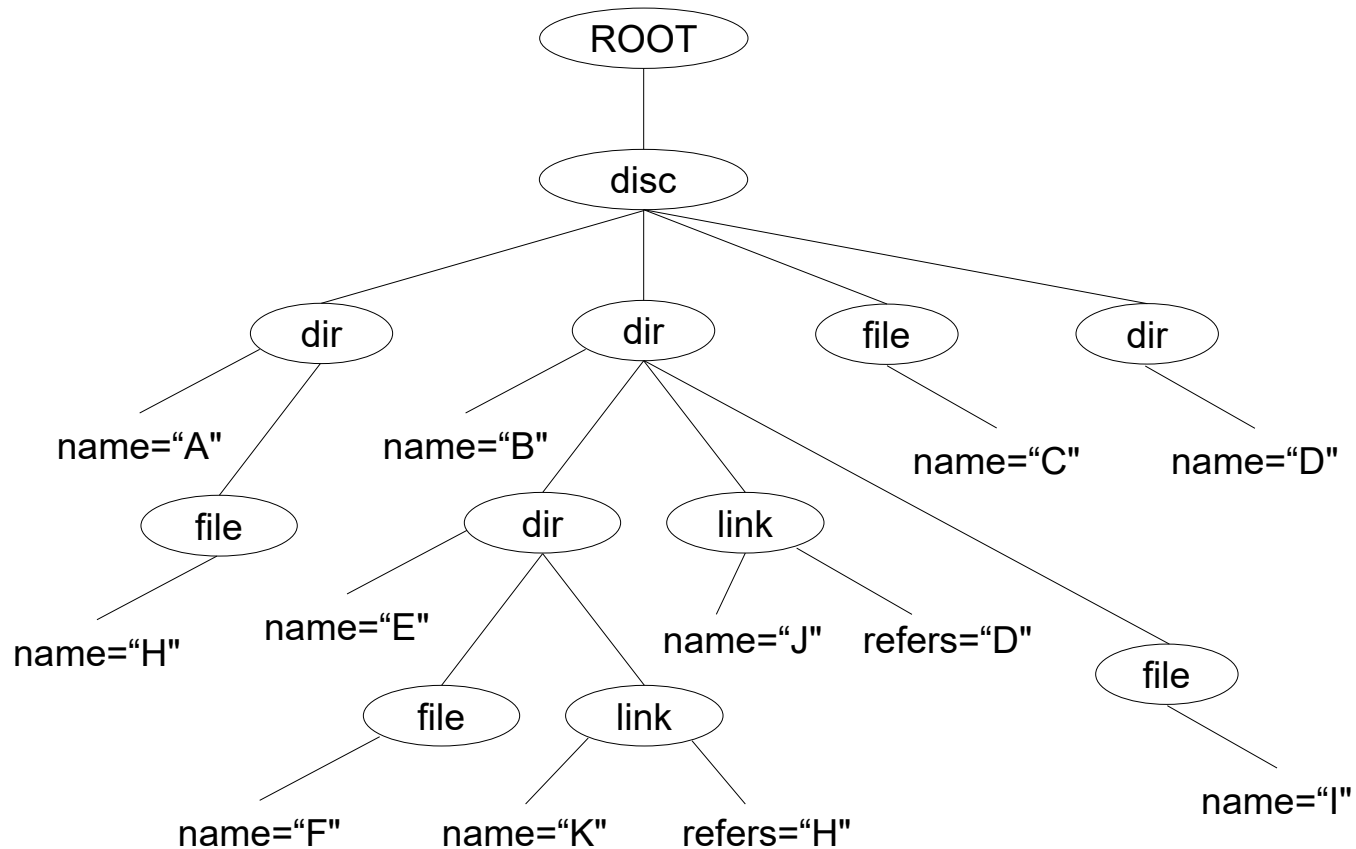 ROOT
disc
dir
dir
file
dir
name=“A"
name=“B"
name=“C"
name=“D"
file
dir
link
name=“H"
name=“E"
name=“J"
refers=“D"
file
file
link
name=“I"
name=“F"
name=“K"
refers=“H"